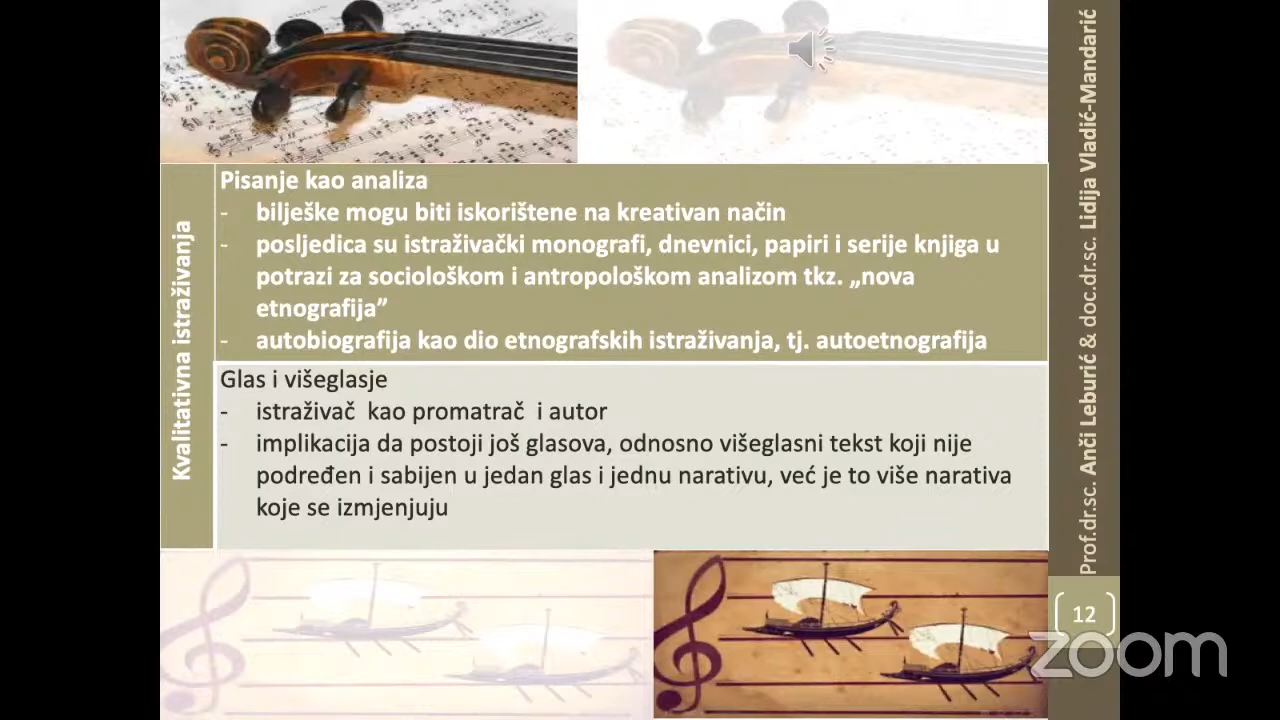 Kvalitativna istraživanja
Pisanje kao analiza
- bilješke mogu biti iskorištene na kreativan način
- posljedica su istraživački monografi, dnevnici, papiri i serije knjiga u
potrazi za sociološkom i antropološkom analizom tkz. „nova
etnografija”
- autobiografija kao dio etnografskih istraživanja, tj. autoetnografija
Glas i višeglasje
- istraživač  kao promatrač  i autor
- implikacija da postoji još glasova, odnosno višeglasni tekst koji nije
podređen i sabijen u jedan glas i jednu narativu, već je to više narativa
koje se izmjenjuju
Prof.dr.sc. Anči Leburić & doc.dr.sc. Lidija Vladić-Mandarić
12
zoom